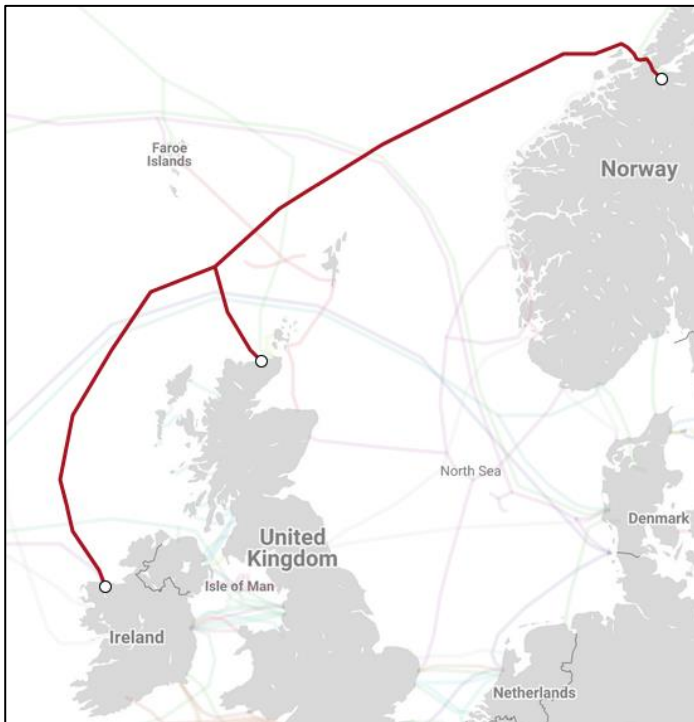 Faroe
Islands
Norway
North Sea
Denmark
United
Kingdom
Isle of Man
Ireland
Netherlands